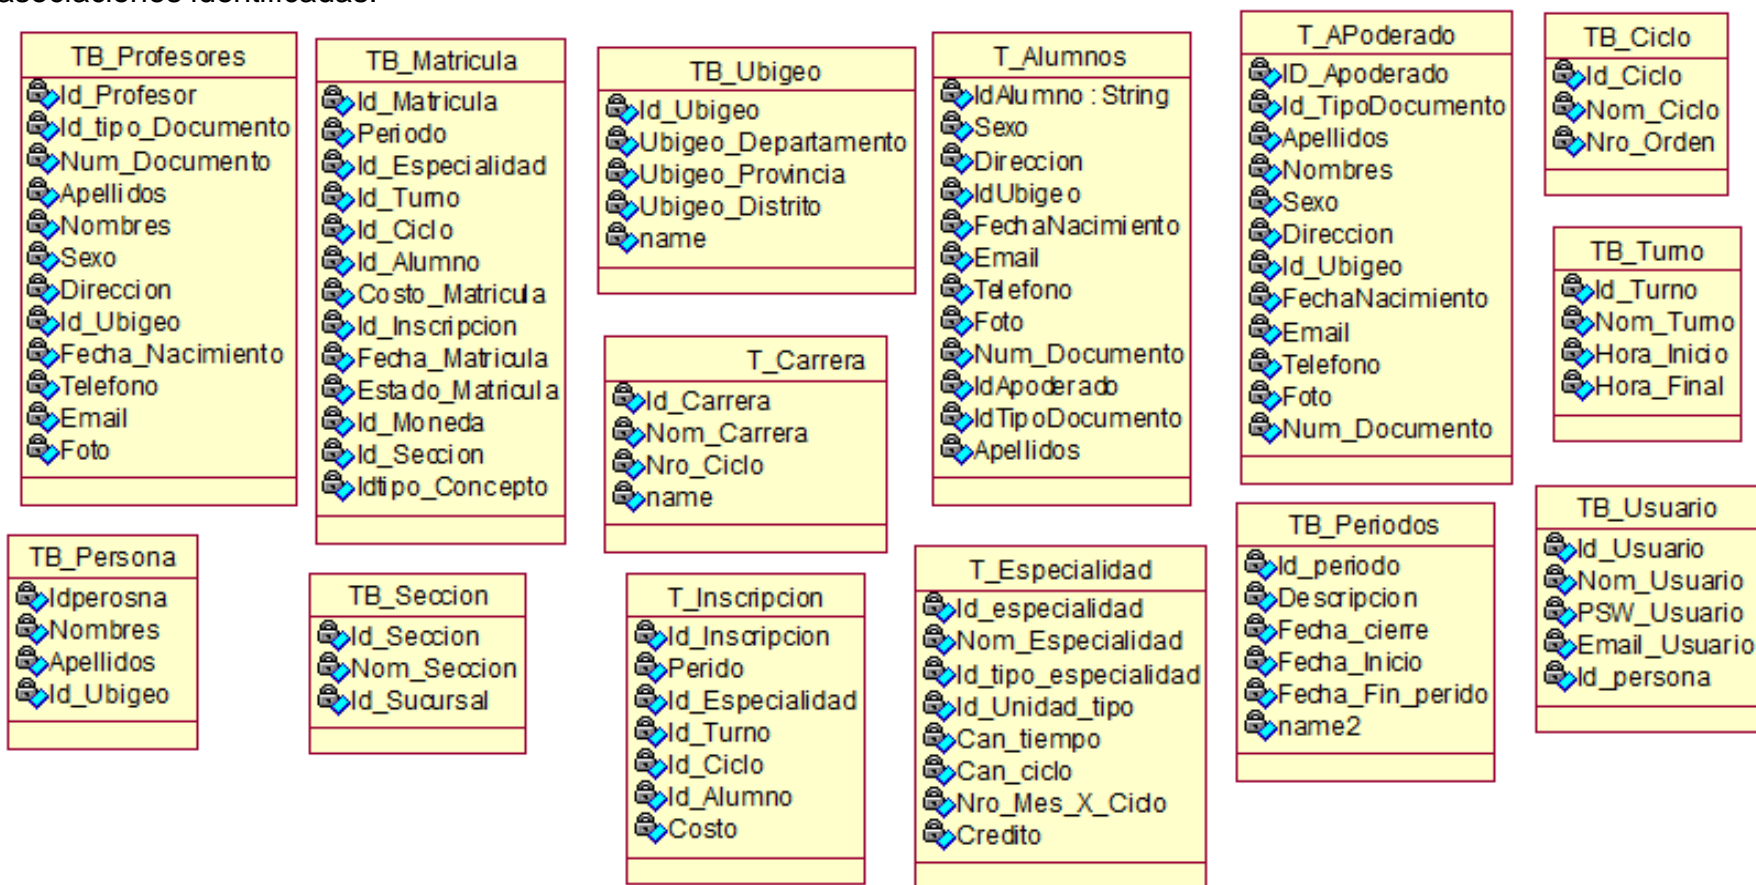 asociaciones identificadas.
TB_Profesores
Id_Profesor
Id_tipo_Documento
Num_Documento
Apellidos
Nombres
Sexo
Direccion
Id_Ubigeo
Fecha_Nacimiento
Telefono
Email
Foto
TB_Matricula
Id_Matricula
Periodo
Id_Especialidad
Id_Turno
Id_Ciclo
Id_Alumno
Costo_Matricula
Id_Inscripcion
Fecha_Matricula
Estado_Matricula
Id_Moneda
Id_Seccion
Idtipo_Concepto
TB_Ubigeo
Id_Ubigeo
Ubigeo_Departamento
Ubigeo_Provincia
Ubigeo_Distrito
name
T_Carrera
Id_Carrera
Nom_Carrera
Nro_Ciclo
name
T_Alumnos
IdAlumno : String
Sexo
Direccion
IdUbigeo
FechaNacimiento
Email
Telefono
Foto
Num_Documento
IdApoderado
IdTipoDocumento
Apellidos
T_APoderado
ID_Apoderado
Id_TipoDocumento
Apellidos
Nombres
Sexo
Direccion
Id_Ubigeo
FechaNacimiento
Email
Telefono
Foto
Num_Documento
TB_Ciclo
Id_Ciclo
Nom_Ciclo
Nro_Orden
TB_Turno
Id_Turno
Nom_Turno
Hora_Inicio
Hora_Final
TB_Persona
Idperosna
Nombres
Apellidos
Id_Ubigeo
TB_Seccion
Id_Seccion
Nom_Seccion
Id_Sucursal
T_Inscripcion
Id_Inscripcion
Perido
Id_Especialidad
Id_Turno
Id_Ciclo
Id_Alumno
Costo
T_Especialidad
Id_especialidad
Nom_Especialidad
Id_tipo_especialidad
Id_Unidad_tipo
Can_tiempo
Can_ciclo
Nro_Mes_X_Ciclo
Credito
TB_Periodos
Id_periodo
Descripcion
Fecha_cierre
Fecha_Inicio
Fecha_Fin_perido
name2
TB_Usuario
Id_Usuario
Nom_Usuario
PSW_Usuario
Email_Usuario
Id_persona